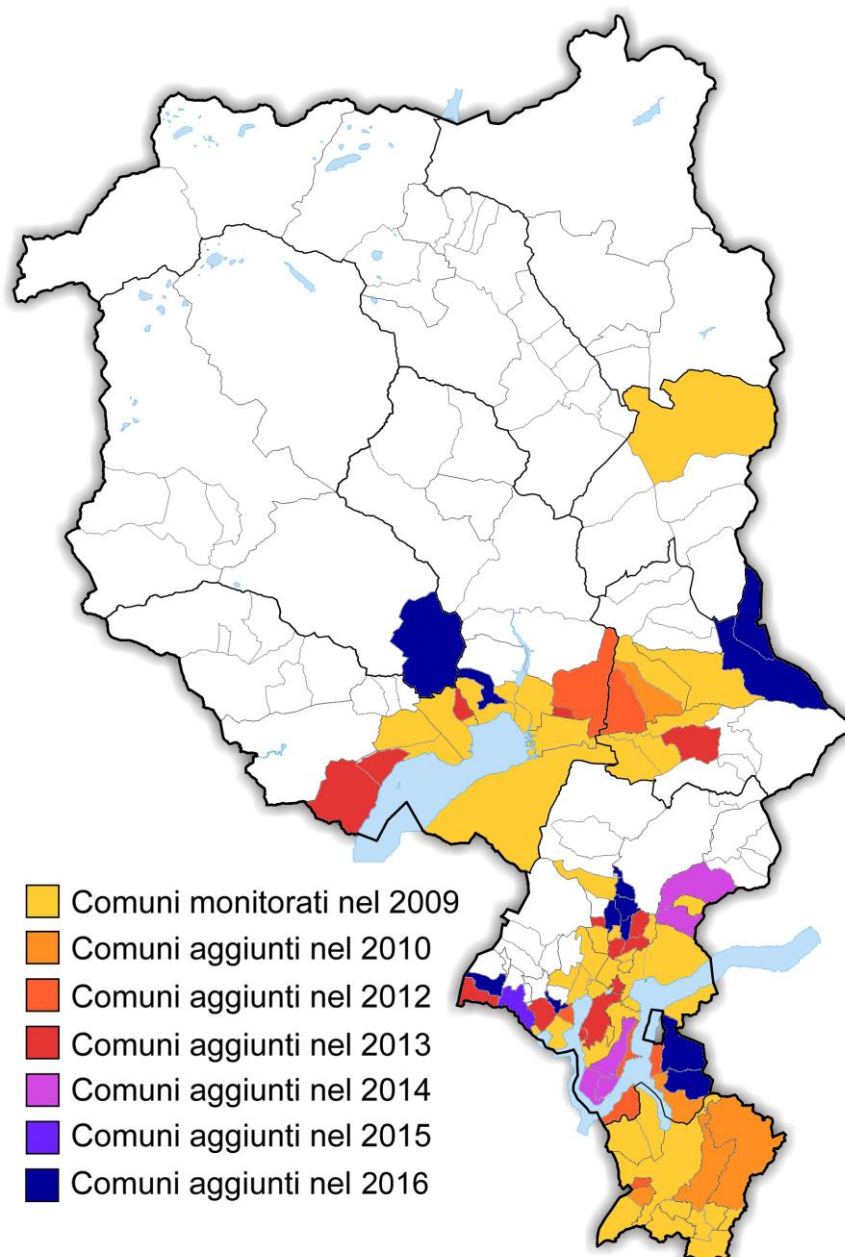 Comuni monitorati nel 2009
Comuni aggiunti nel 2010
Comuni aggiunti nel 2012
Comuni aggiunti nel 2013
Comuni aggiunti nel 2014
Comuni aggiunti nel 2015
Comuni aggiunti nel 2016